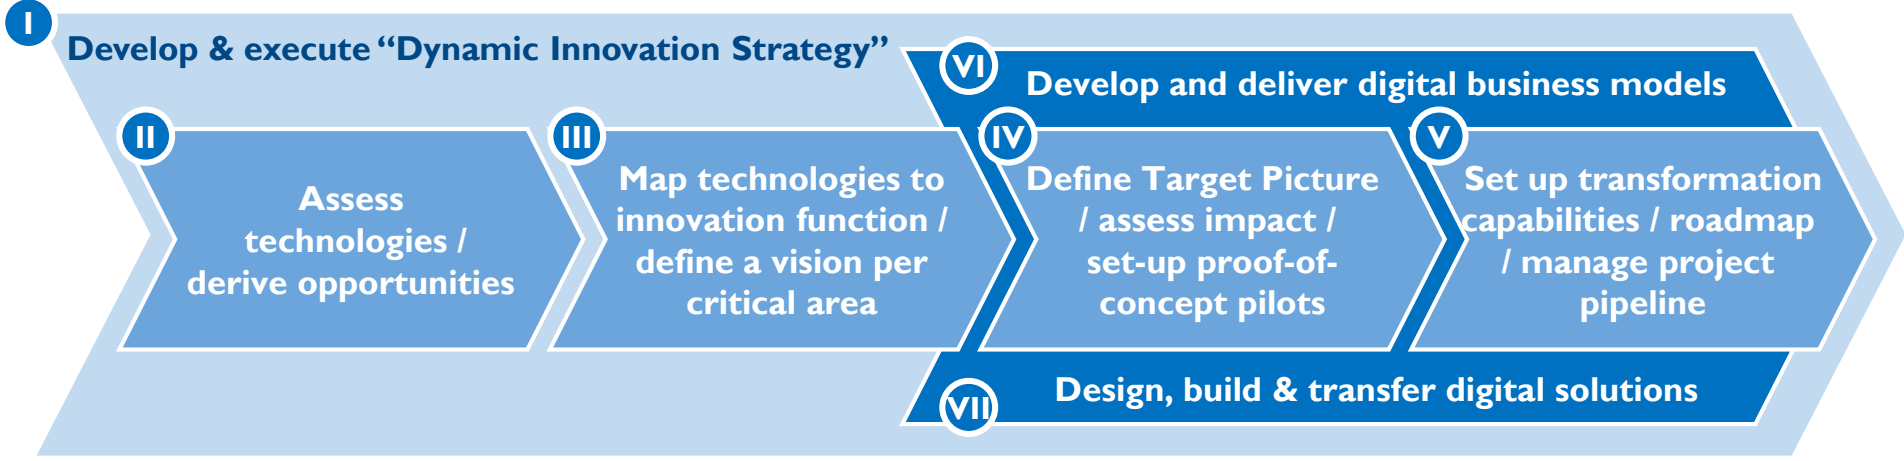 I
Develop & execute “Dynamic Innovation Strategy”
VI
Develop and deliver digital business models
II
Assess
technologies /
derive opportunities
III
Map technologies to
innovation function /
define a vision per
critical area
IV
Define Target Picture
/ assess impact /
set-up proof-of-
concept pilots
V
Set up transformation
capabilities / roadmap
/ manage project
pipeline
VII
Design, build & transfer digital solutions